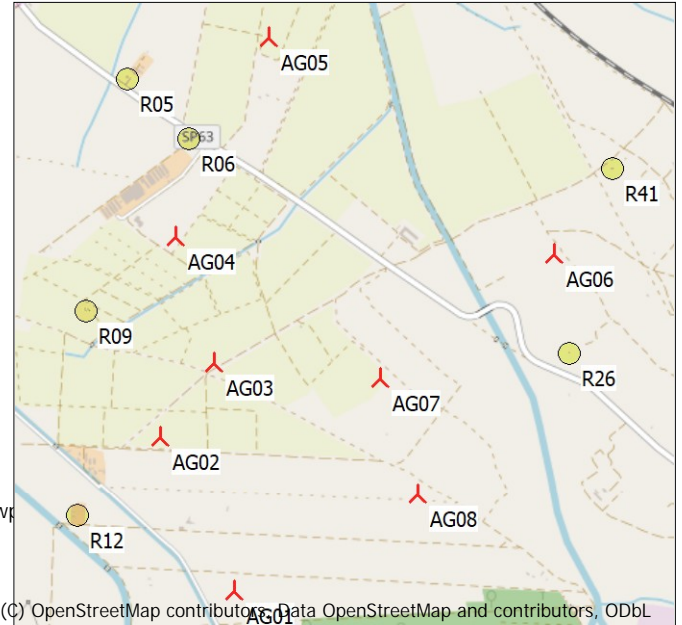 AG05
R05
SP63
R06
R41
AG04
AG06
R09
R26
AG03
AG07
AG02
AG08
wp
R12
(C) OpenStreetMap contributors, Data OpenStreetMap and contributors, ODbL
AG01